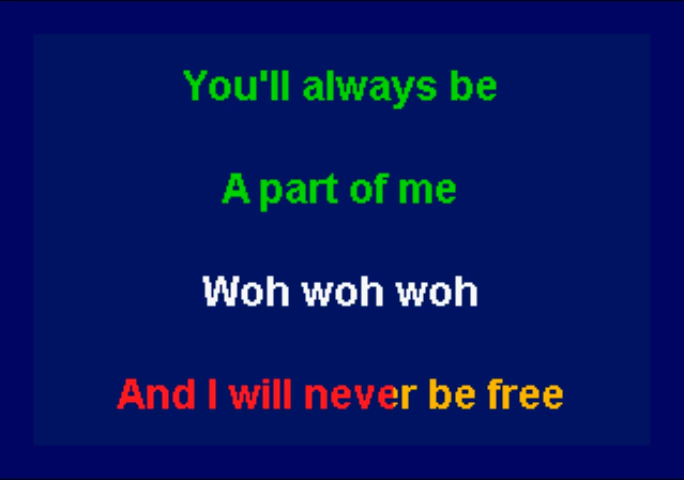 You'll always be
A part of me
Woh woh woh
And I will never be free